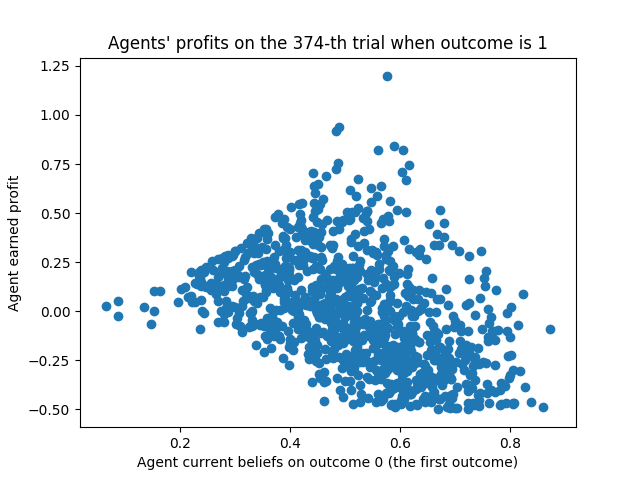 Agents' profits on the 374-th trial when outcome is 1
1.25
1.00
0.75
0.50
0.25
0.00
−0.25
−0.50
Agent earned profit
0.2 0.4 0.6 0.8
Agent current beliefs on outcome 0 (the first outcome)